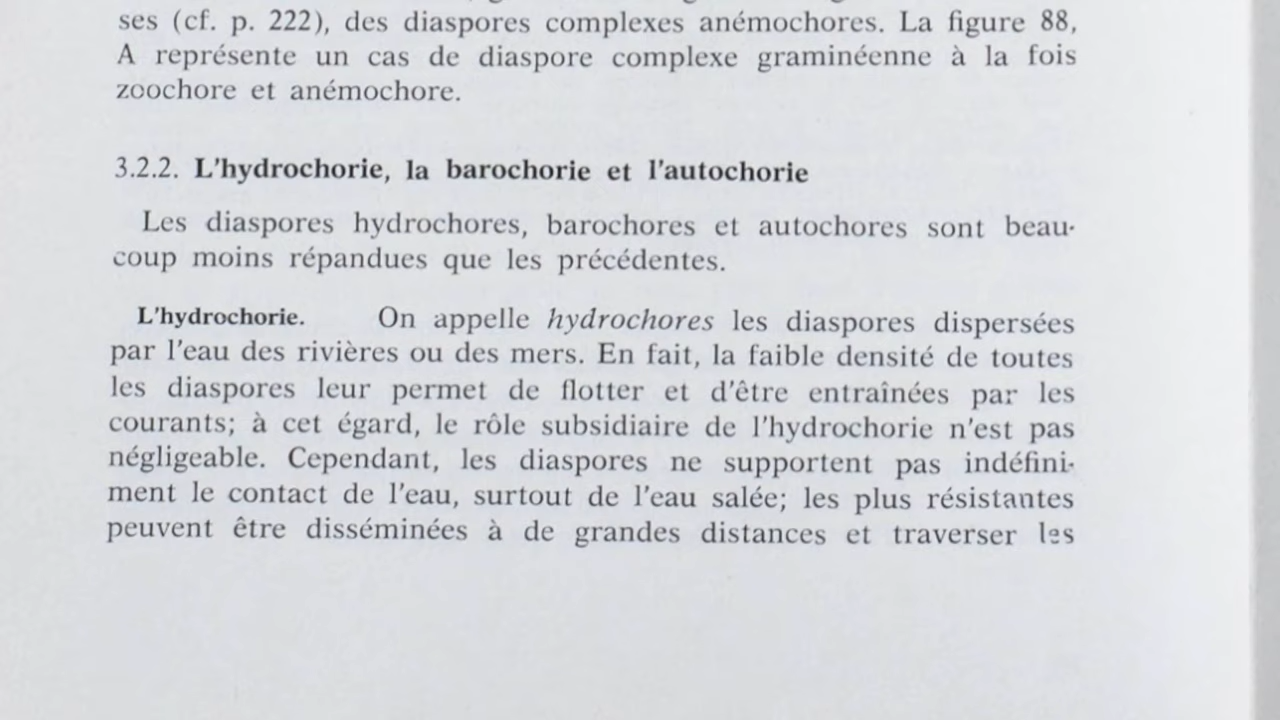 ses (cf. p. 222), des diaspores complexes anémochores. La figure 88,
A représente un cas de diaspore complexe graminéenne à la fois
zoochore et anémochore.
3.2.2. L'hydrochorie, la barochorie et l'autochorie
Les diaspores hydrochores, barochores et autochores sont beau-
coup moins répandues que les précédentes.
L'hydrochorie. On appelle hydrochores les diaspores dispersées
par l'eau des rivières ou des mers. En fait, la faible densité de toutes
les diaspores leur permet de flotter et d'être entraînées par les
courants; à cet égard, le rôle subsidiaire de l'hydrochorie n'est pas
négligeable. Cependant, les diaspores ne supportent pas indéfini-
ment le contact de l'eau, surtout de l'eau salée; les plus résistantes
peuvent être disséminées à de grandes distances et traverser les